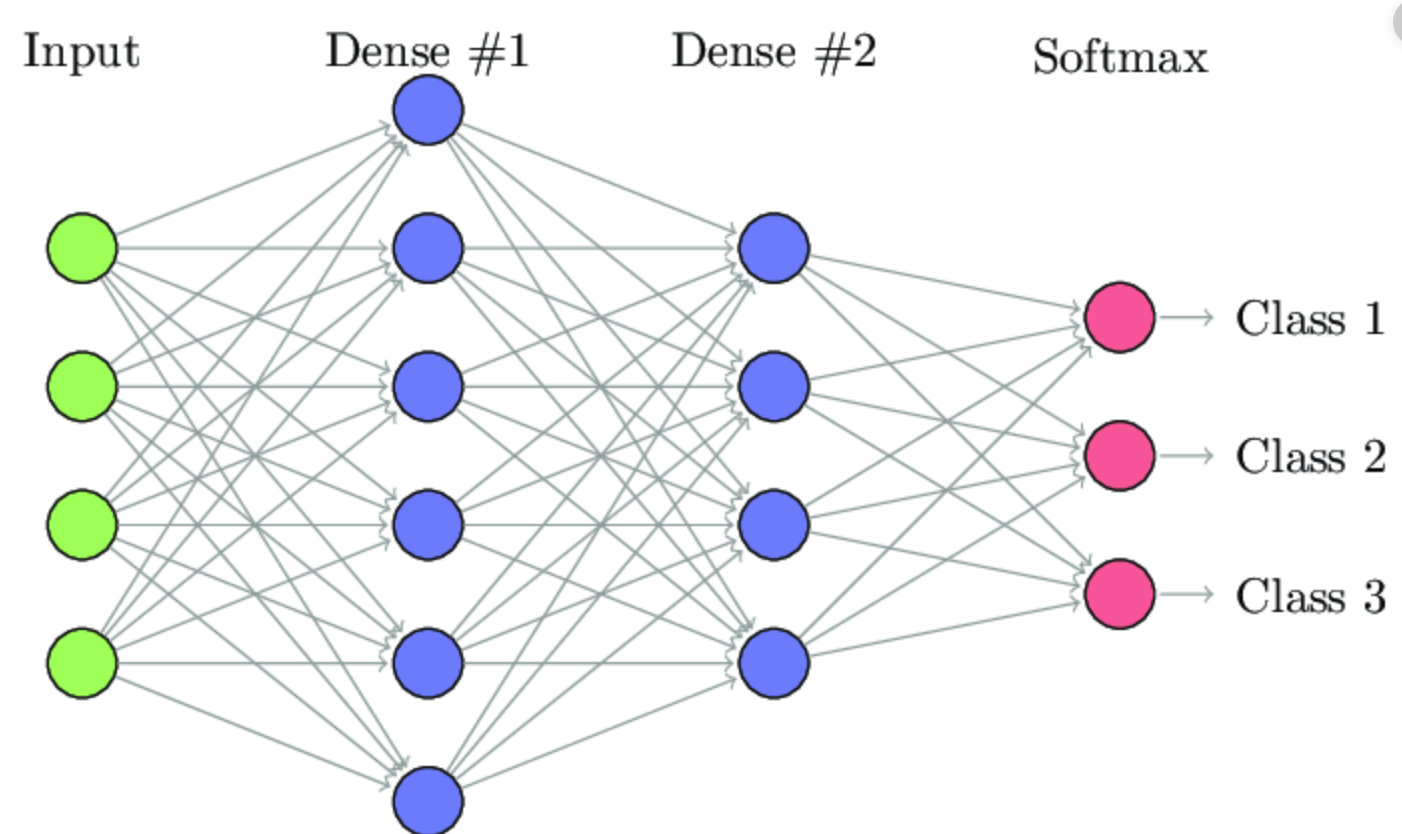 Input
Dense #1
Dense #2
Softmax
Class 1
Class 2
Class 3